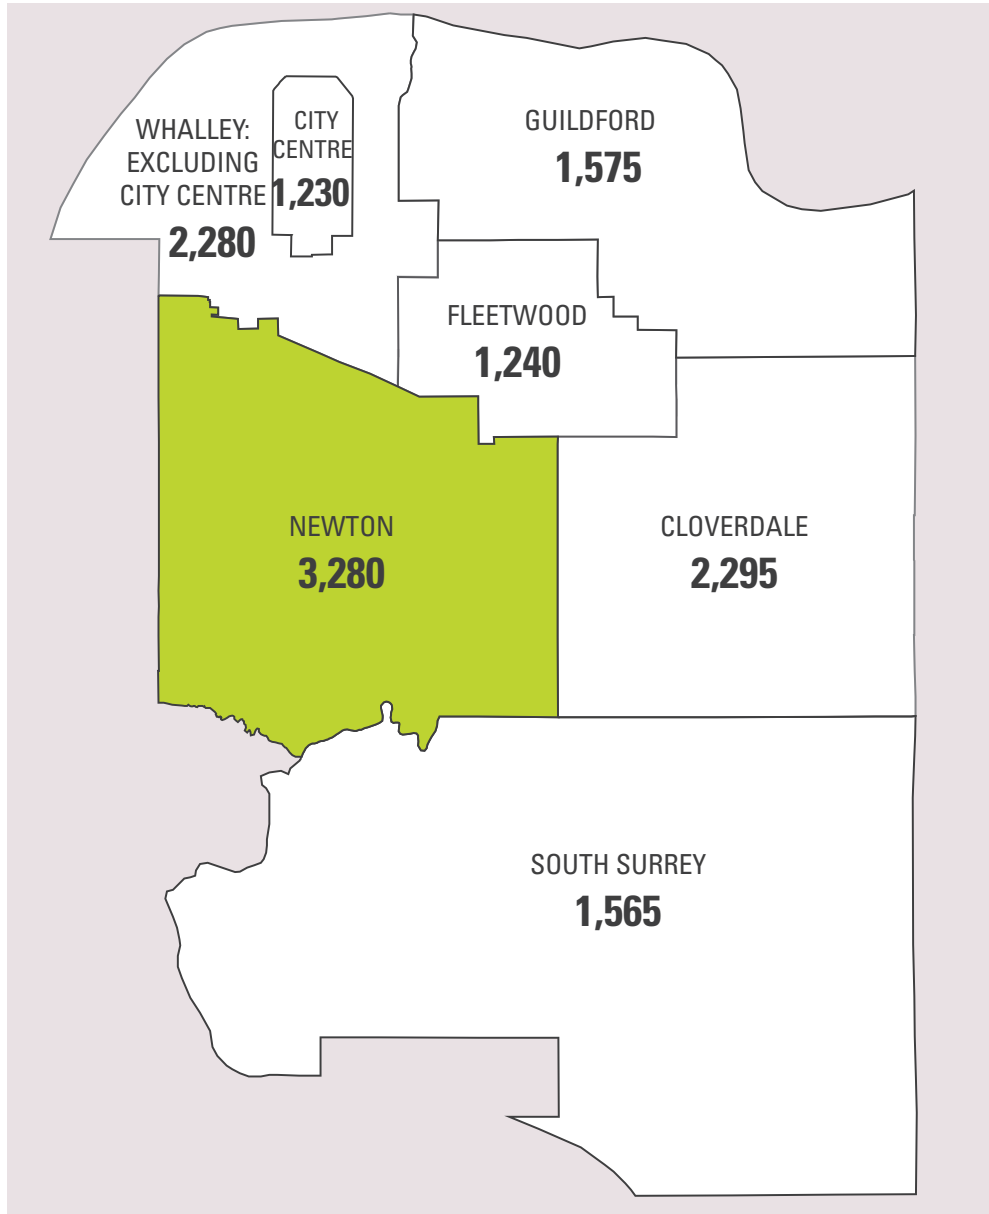 WHALLEY:
EXCLUDING
CITY CENTRE
2,280
CITY
CENTRE
1,230
GUILDFORD
1,575
FLEETWOOD
1,240
NEWTON
3,280
CLOVERDALE
2,295
SOUTH SURREY
1,565